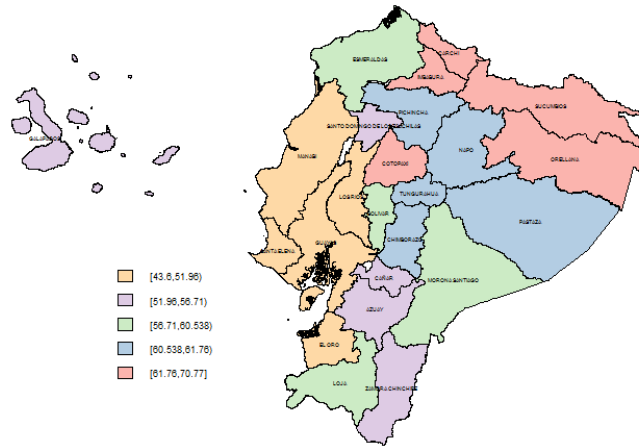 ESMERALDAS
CARCHI
IMBABURA
SUCUMBIOS
PICHINCHA
SANTO DOMINGO DE LOS TSACHILAS
GALAPAGOS
MANABI
COTOPAXI
NAPO
ORELLANA
LOS RIOS
TUNGURAHUA
BOLIVAR
PASTAZA
CHIMBORAZO
SANTA ELENA
GUAYAS
CAÑAR
MORONA SANTIAGO
AZUAY
EL ORO
LOJA
ZAMORA CHINCHIPE
[43.6,51.96)
[51.96,56.71)
[56.71,60.538)
[60.538,61.76)
[61.76,70.77]